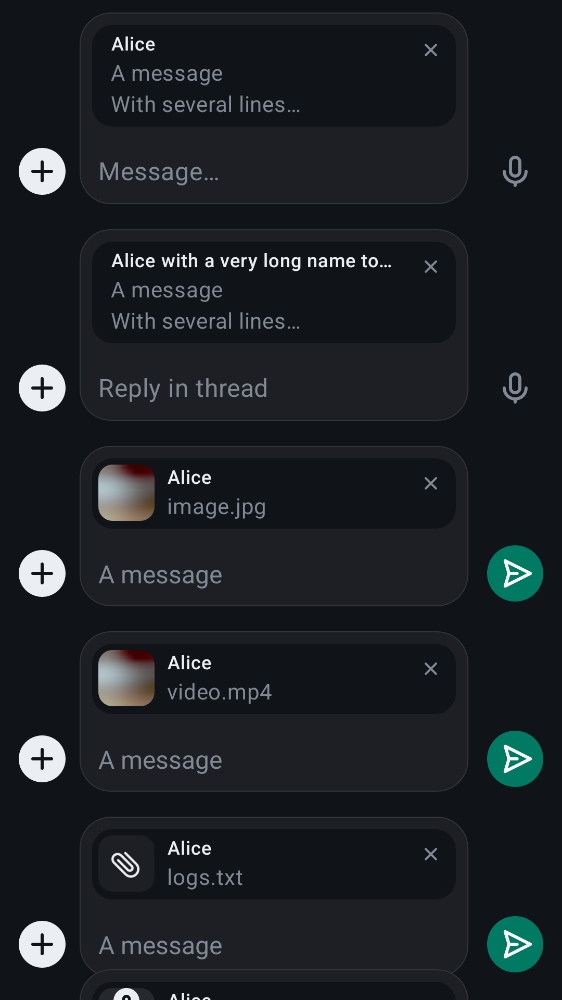 Alice
A message
With several lines…
Message…
Alice with a very long name to…
A message
With several lines…
Reply in thread
Alice
image.jpg
A message
Alice
video.mp4
A message
Alice
logs.txt
A message
Alice